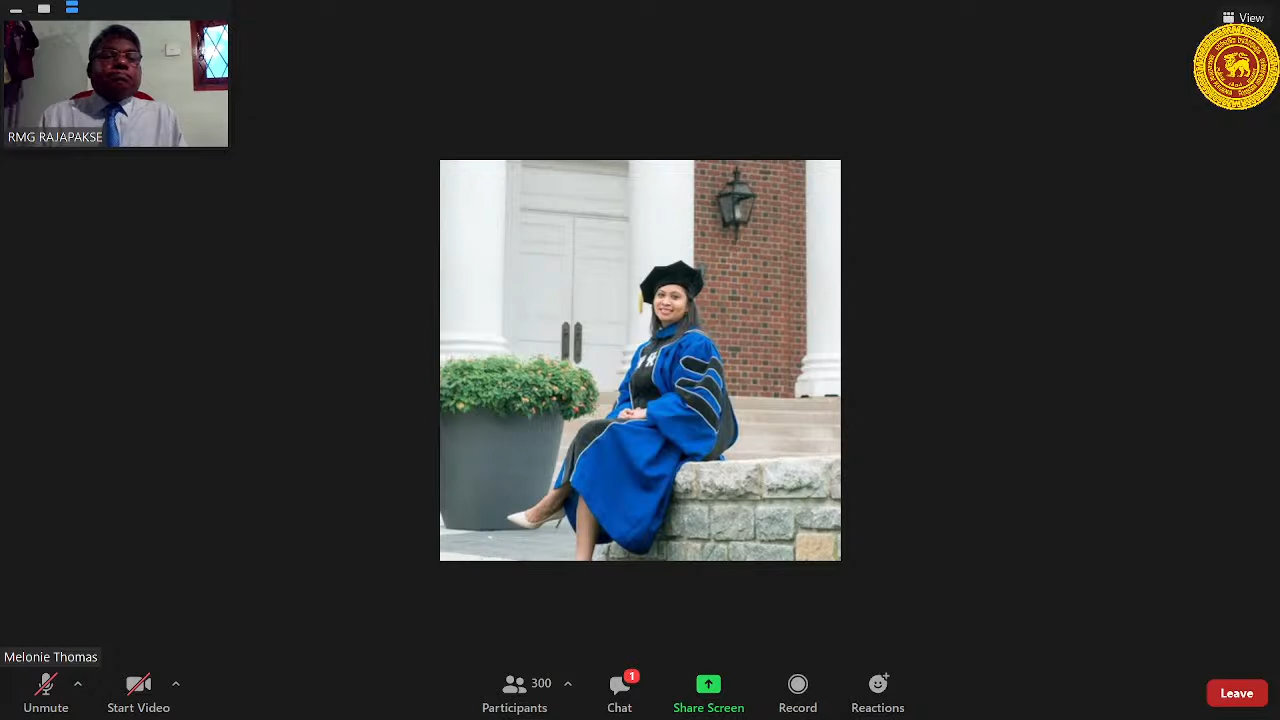 View
RMG RAJAPAKSE
Melonie Thomas
Unmute
Start Video
300
Participants
1
Chat
Share Screen
Record
Reactions
Leave